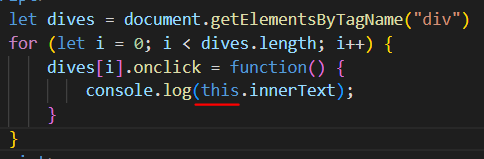 let dives = document.getElementsByTagName("div")
for (let i = 0; i < dives.length; i++) {
    dives[i].onclick = function() {
        console.log(this.innerText);
    }
}